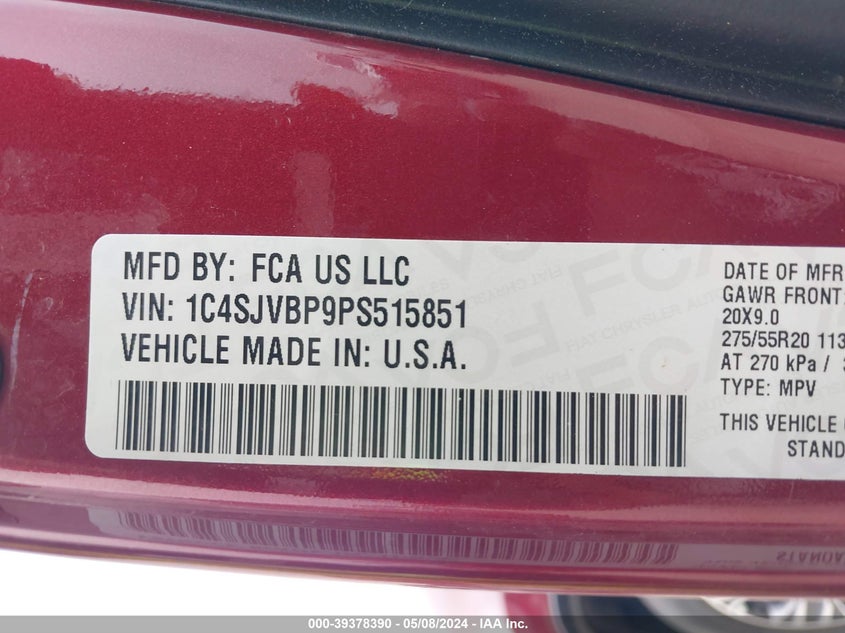 MFD BY: FCA US LLC
VIN: 1C4SJVBP9PS515851
VEHICLE MADE IN: U.S.A.
DATE OF MFR
GAWR FRONT:
20X9.0
275/55R20 113
AT 270 kPa /
TYPE: MPV
THIS VEHICLE
STAND
000-39378390 - 05/08/2024 - IAA Inc.